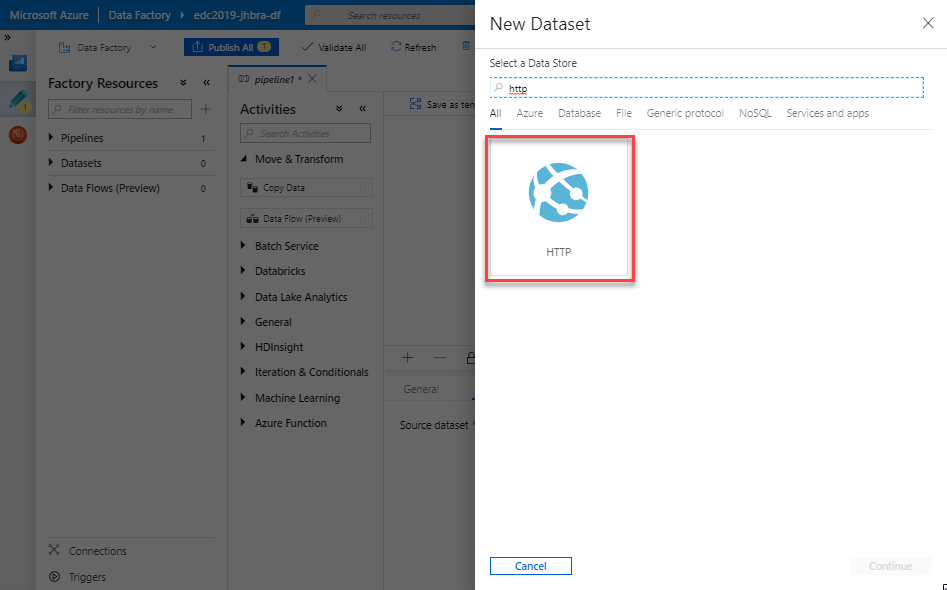 Microsoft Azure
Data Factory
edc2019-jhbra-df
Search resources
»
Data Factory
Publish All 1
Validate All
Refresh
Factory Resources
Filter resources by name
Pipelines 1
Datasets 0
Data Flows (Preview) 0
Connections
Triggers
pipeline1 *
Activities
Search Activities
Save as tem
Move & Transform
Copy Data
Data Flow (Preview)
Batch Service
Databricks
Data Lake Analytics
General
HDInsight
Iteration & Conditionals
Machine Learning
Azure Function
General
Source dataset *
New Dataset
Select a Data Store
http
All Azure Database File Generic protocol NoSQL Services and apps
HTTP
Cancel
Continue